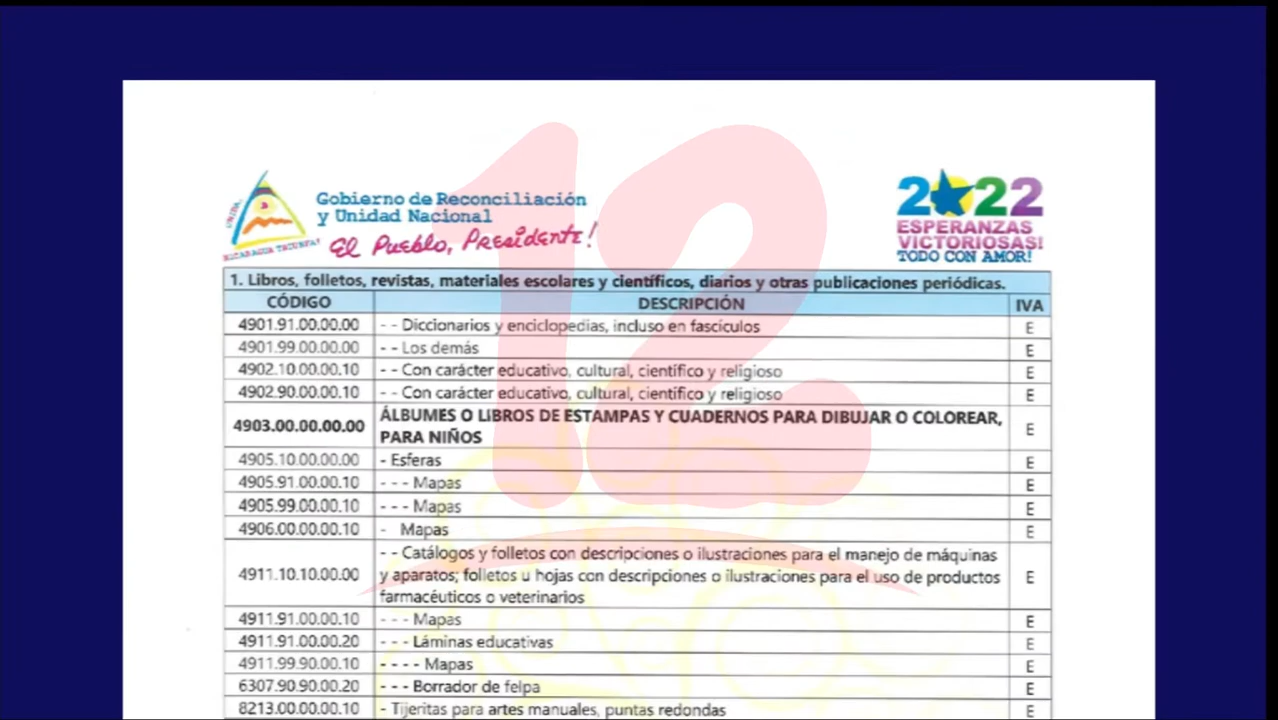 Gobierno de Reconciliación
y Unidad Nacional
El Pueblo, Presidente!
2022
ESPERANZAS
VICTORIOSAS!
TODO CON AMOR!
NICARAGUA TRIUNFA!
12
1. Libros, folletos, revistas, materiales escolares y científicos, diarios y otras publicaciones periódicas.
CÓDIGO DESCRIPCIÓN IVA
4901.91.00.00.00 - - Diccionarios y enciclopedias, incluso en fascículos E
4901.99.00.00.00 - - Los demás E
4902.10.00.00.10 - - Con carácter educativo, cultural, científico y religioso E
4902.90.00.00.10 - - Con carácter educativo, cultural, científico y religioso E
4903.00.00.00.00 ÁLBUMES O LIBROS DE ESTAMPAS Y CUADERNOS PARA DIBUJAR O COLOREAR, E
PARA NIÑOS
4905.10.00.00.00 - Esferas E
4905.91.00.00.10 - - - Mapas E
4905.99.00.00.10 - - - Mapas E
4906.00.00.00.10 - Mapas E
- - Catálogos y folletos con descripciones o ilustraciones para el manejo de máquinas
4911.10.10.00.00 y aparatos; folletos u hojas con descripciones o ilustraciones para el uso de productos E
farmacéuticos o veterinarios
4911.91.00.00.10 - - - Mapas E
4911.91.00.00.20 - - - Láminas educativas E
4911.99.90.00.10 - - - - Mapas E
6307.90.90.00.20 - - - Borrador de felpa E
8213.00.00.00.10 - Tijeritas para artes manuales, puntas redondas E